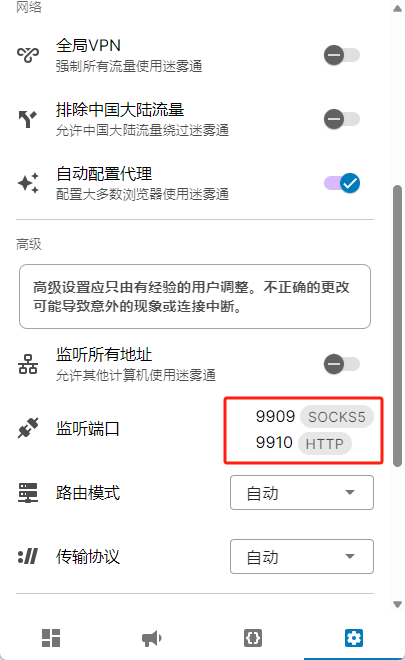 网络
全局VPN
强制所有流量使用迷雾通
排除中国大陆流量
允许中国大陆流量绕过迷雾通
自动配置代理
配置大多数浏览器使用迷雾通
高级
高级设置应只由有经验的用户调整。不正确的更改
可能导致意外的现象或连接中断。
监听所有地址
允许其他计算机使用迷雾通
监听端口
9909 SOCKS5
9910 HTTP
路由模式 自动
传输协议 自动